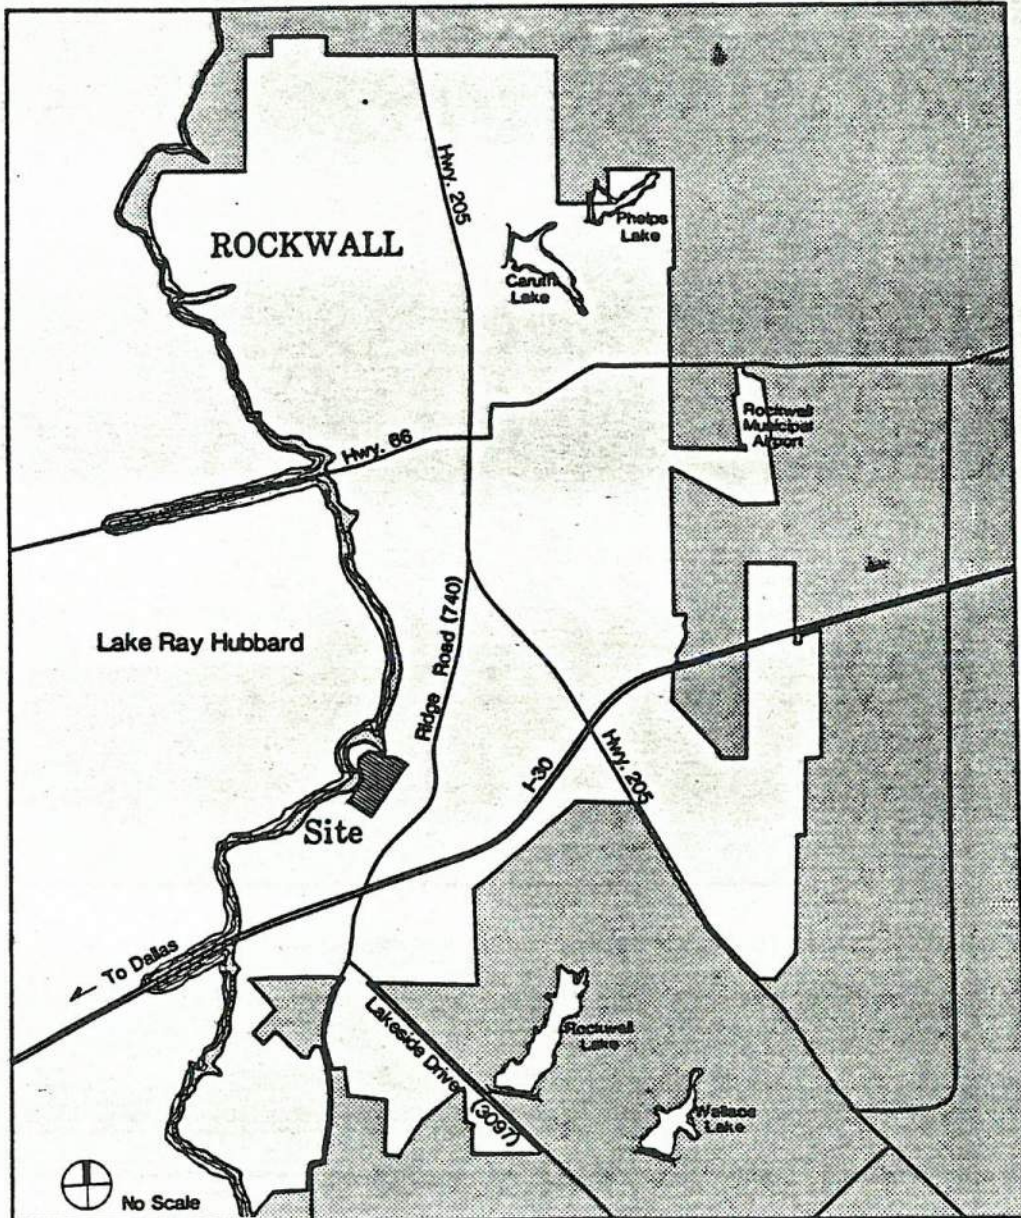 Hwy. 205
Phelps
Lake
ROCKWALL
Caruth
Lake
Rockwall
Municipal
Airport
Hwy. 66
Lake Ray Hubbard
Ridge Road (740)
I-30
Hwy. 205
Site
To Dallas
Lakeside Drive
(3097)
Rockwall
Lake
Wallace
Lake
No Scale